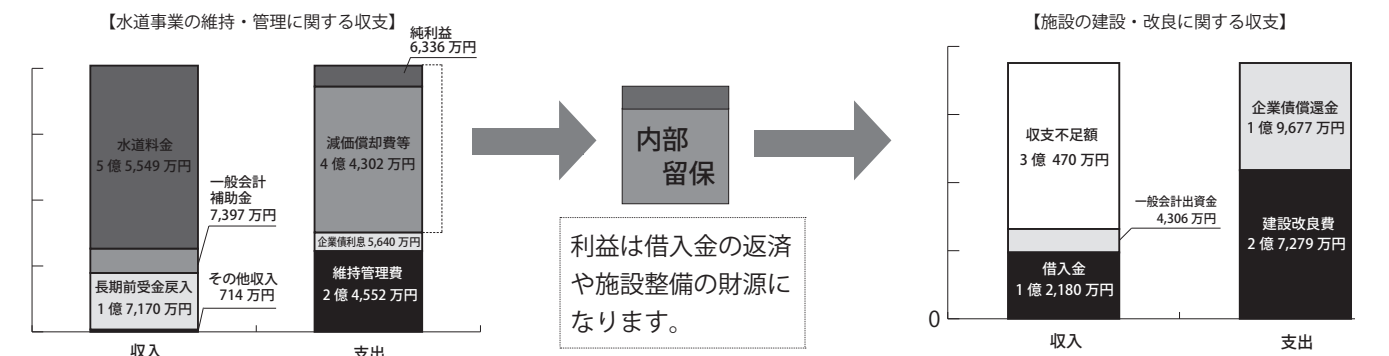 【水道事業の維持・管理に関する収支】
純利益
6,336 万円
水道料金
5 億 5,549 万円
一般会計
補助金
7,397 万円
長期前受金戻入
1 億 7,170 万円
その他収入
714 万円
減価償却費等
4 億 4,302 万円
企業債利息 5,640 万円
維持管理費
2 億 4,552 万円
収入
支出
内部
留保
利益は借入金の返済
や施設整備の財源に
なります。
【施設の建設・改良に関する収支】
収支不足額
3 億 470 万円
一般会計出資金
4,306 万円
借入金
1 億 2,180 万円
企業債償還金
1 億 9,677 万円
建設改良費
2 億 7,279 万円
0
収入
支出